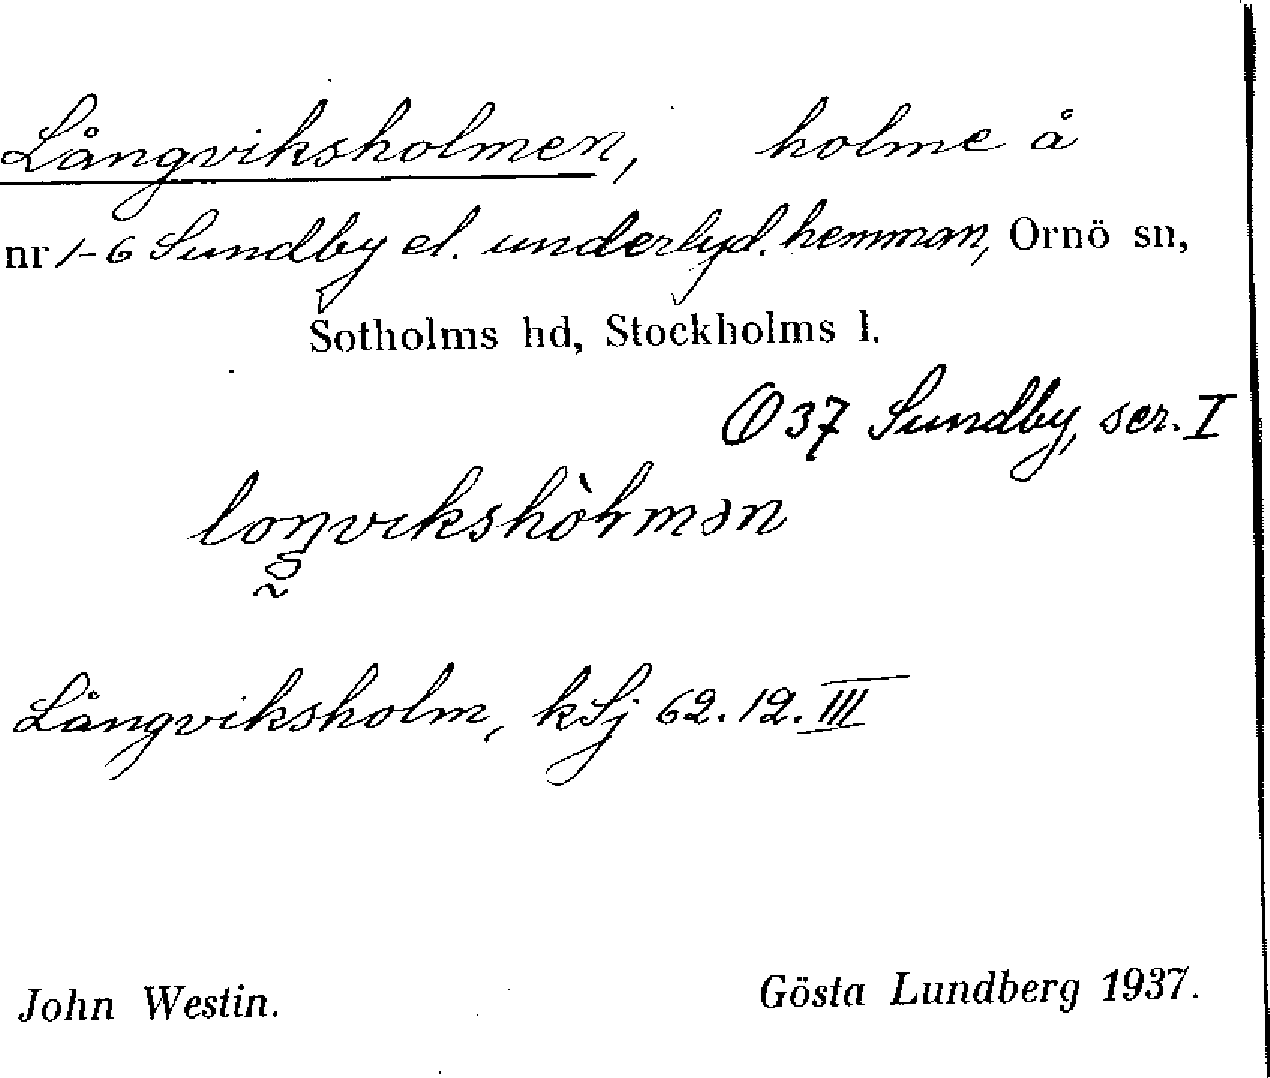 Långviksholmen, holme å
nr 1-6 Sundby el. underlyd. hemman, Ornö sn,
Sotholms hd, Stockholms l.
O 37 Sundby, ser. I
Långviksholm, kSj 62.12.III
John Westin. Gösta Lundberg 1937.